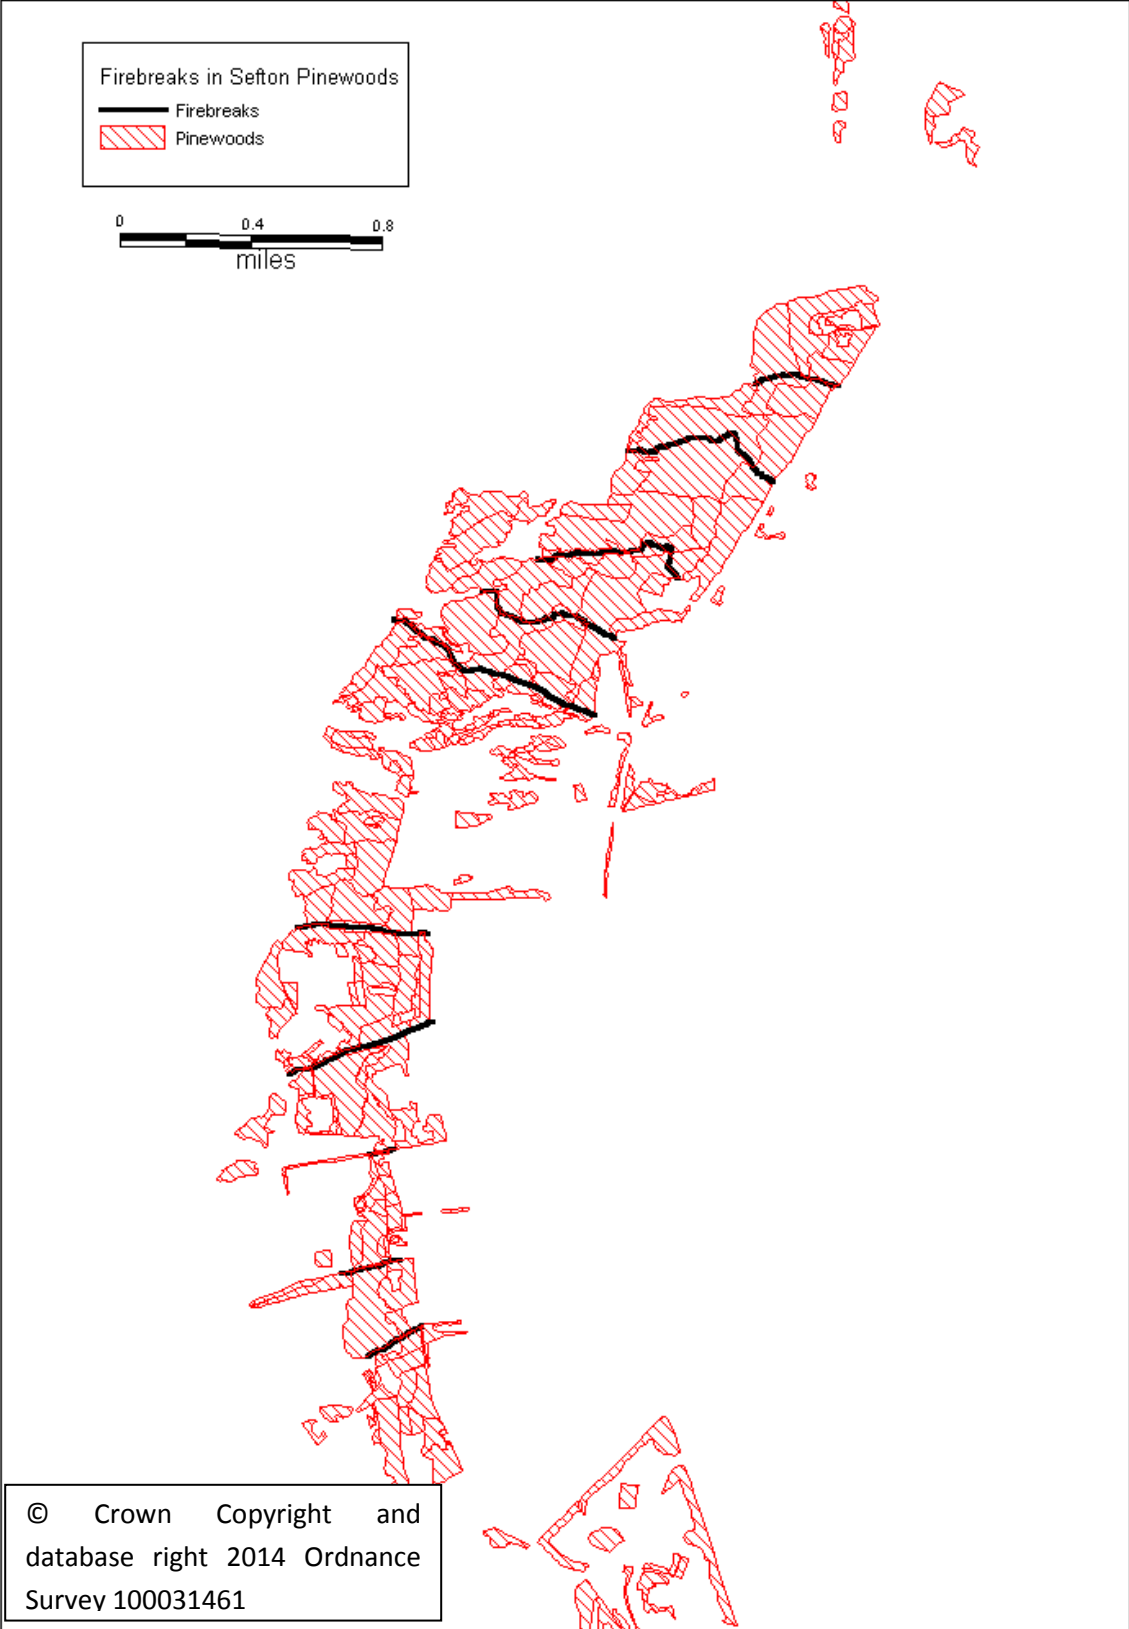 Firebreaks in Sefton Pinewoods
Firebreaks
Pinewoods
0 0.4 0.8
miles
© Crown Copyright and
database right 2014 Ordnance
Survey 100031461